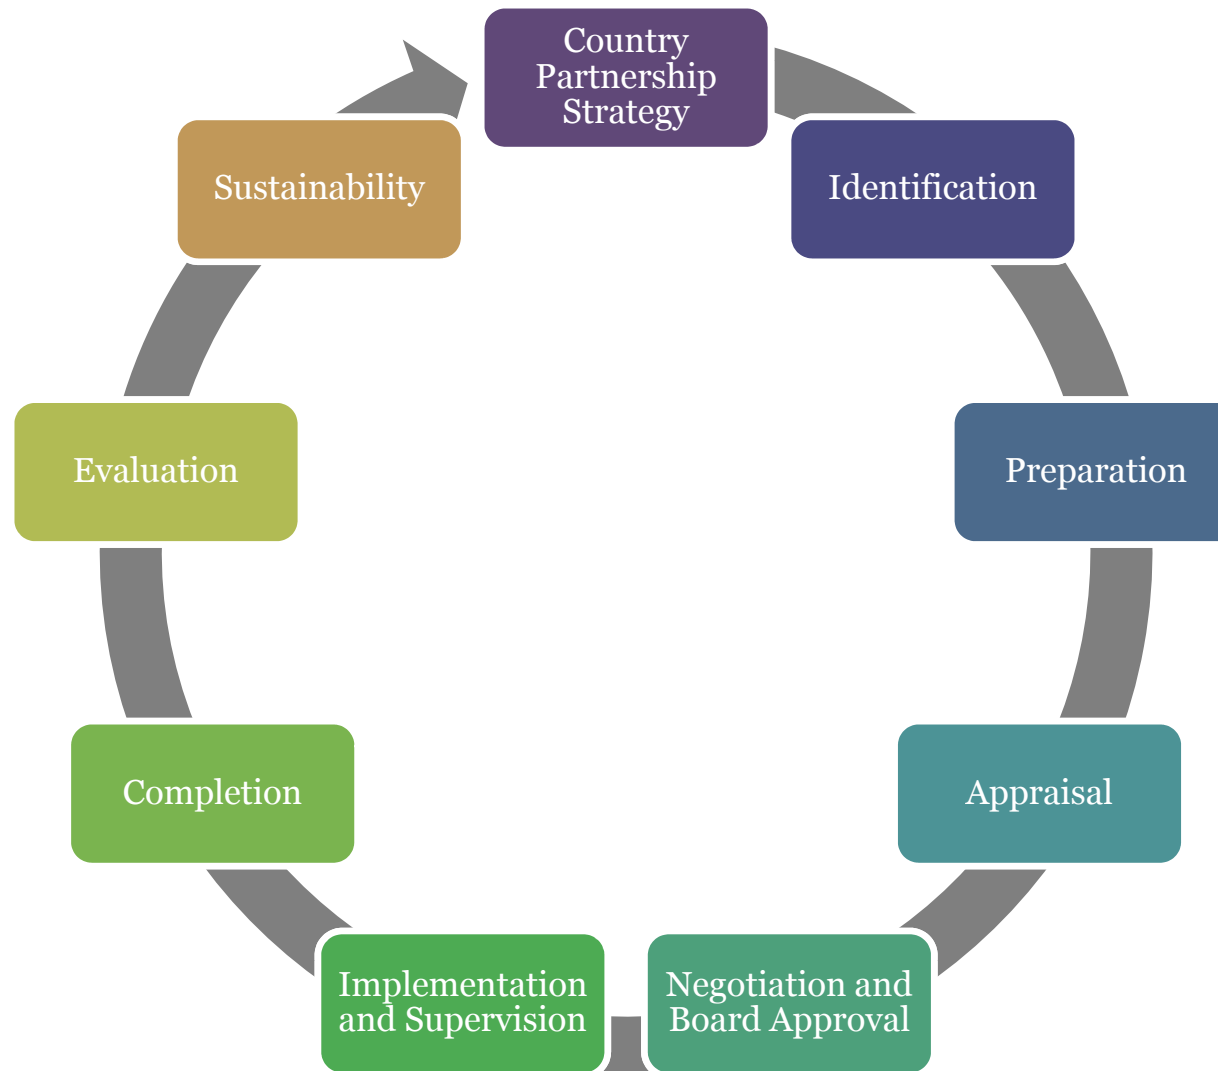 Country
Partnership
Strategy
Identification
Preparation
Appraisal
Negotiation and
Board Approval
Implementation
and Supervision
Completion
Evaluation
Sustainability